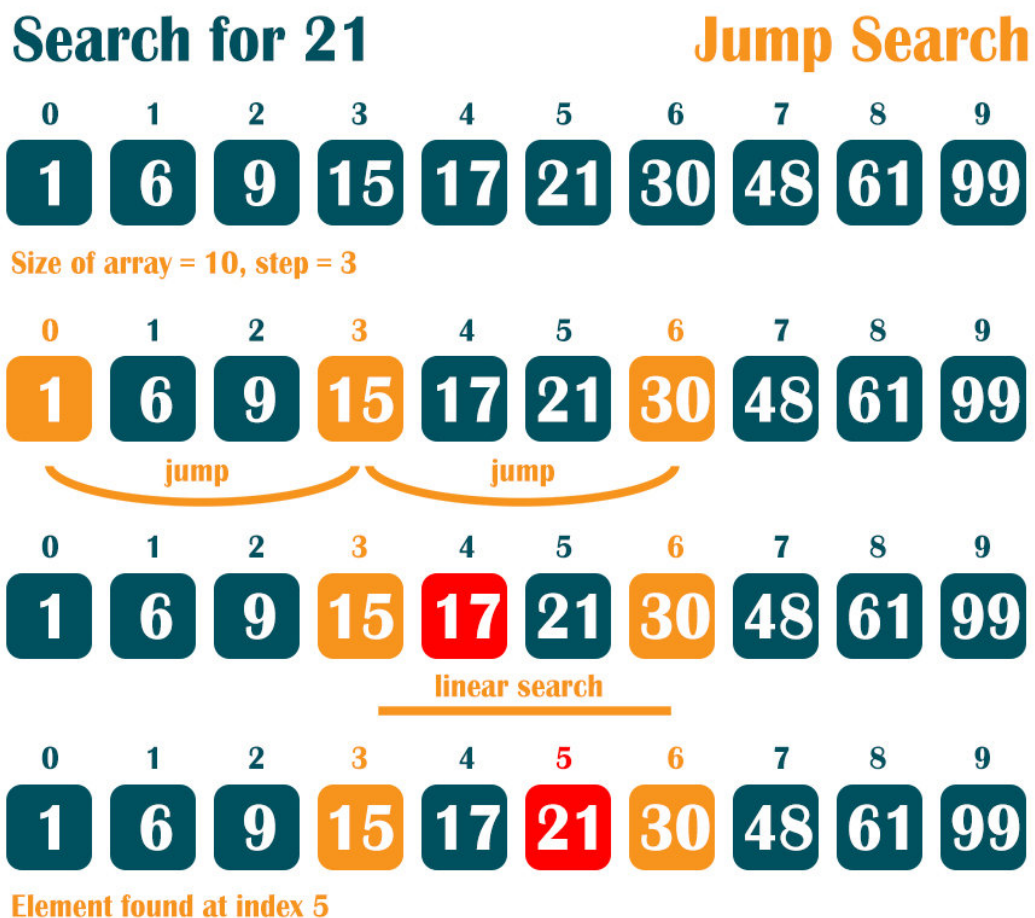 Search for 21 Jump Search
0 1 2 3 4 5 6 7 8 9
1 6 9 15 17 21 30 48 61 99
Size of array = 10, step = 3
0 1 2 3 4 5 6 7 8 9
1 6 9 15 17 21 30 48 61 99
jump jump
0 1 2 3 4 5 6 7 8 9
1 6 9 15 17 21 30 48 61 99
linear search
0 1 2 3 4 5 6 7 8 9
1 6 9 15 17 21 30 48 61 99
Element found at index 5